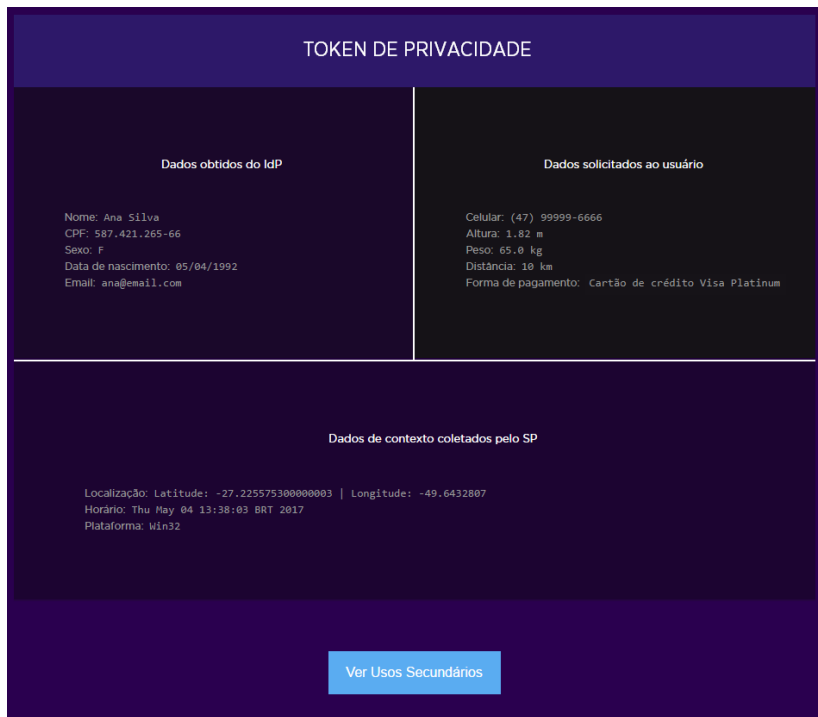 TOKEN DE PRIVACIDADE
Dados obtidos do IdP
Nome: Ana Silva
CPF: 587.421.265-66
Sexo: F
Data de nascimento: 05/04/1992
Email: ana@email.com
Dados solicitados ao usuário
Celular: (47) 99999-6666
Altura: 1.82 m
Peso: 65.0 kg
Distância: 10 km
Forma de pagamento: Cartão de crédito Visa Platinum
Dados de contexto coletados pelo SP
Localização: Latitude: -27.225575300000003 | Longitude: -49.6432807
Horário: Thu May 04 13:38:03 BRT 2017
Plataforma: Win32
Ver Usos Secundários